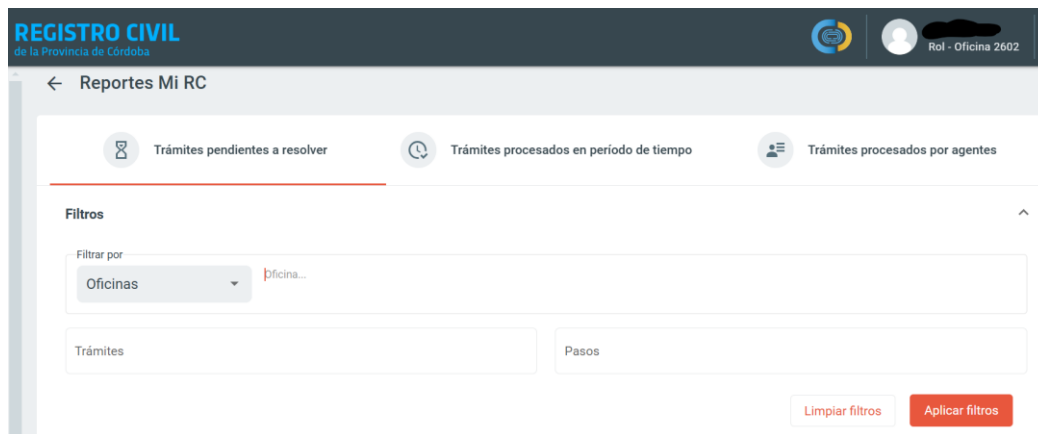 REGISTRO CIVIL
de la Provincia de Córdoba
Rol - Oficina 2602
← Reportes Mi RC
Trámites pendientes a resolver
Trámites procesados en período de tiempo
Trámites procesados por agentes
Filtros
Filtrar por
Oficinas
Oficina...
Trámites
Pasos
Limpiar filtros
Aplicar filtros